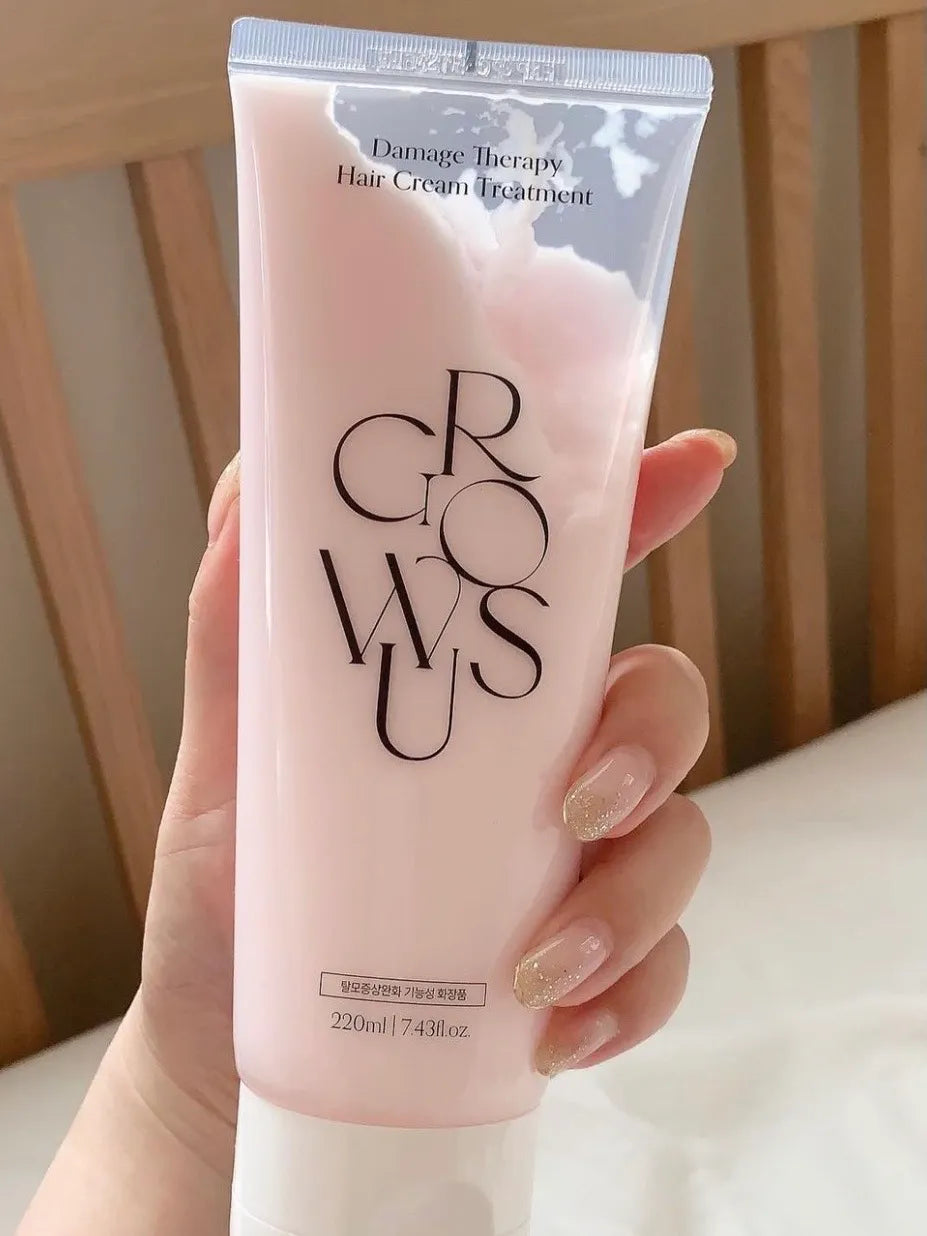 Damage Therapy
Hair Cream Treatment
GROWUS
탈모증상완화 기능성 화장품
220ml | 7.43fl.oz.